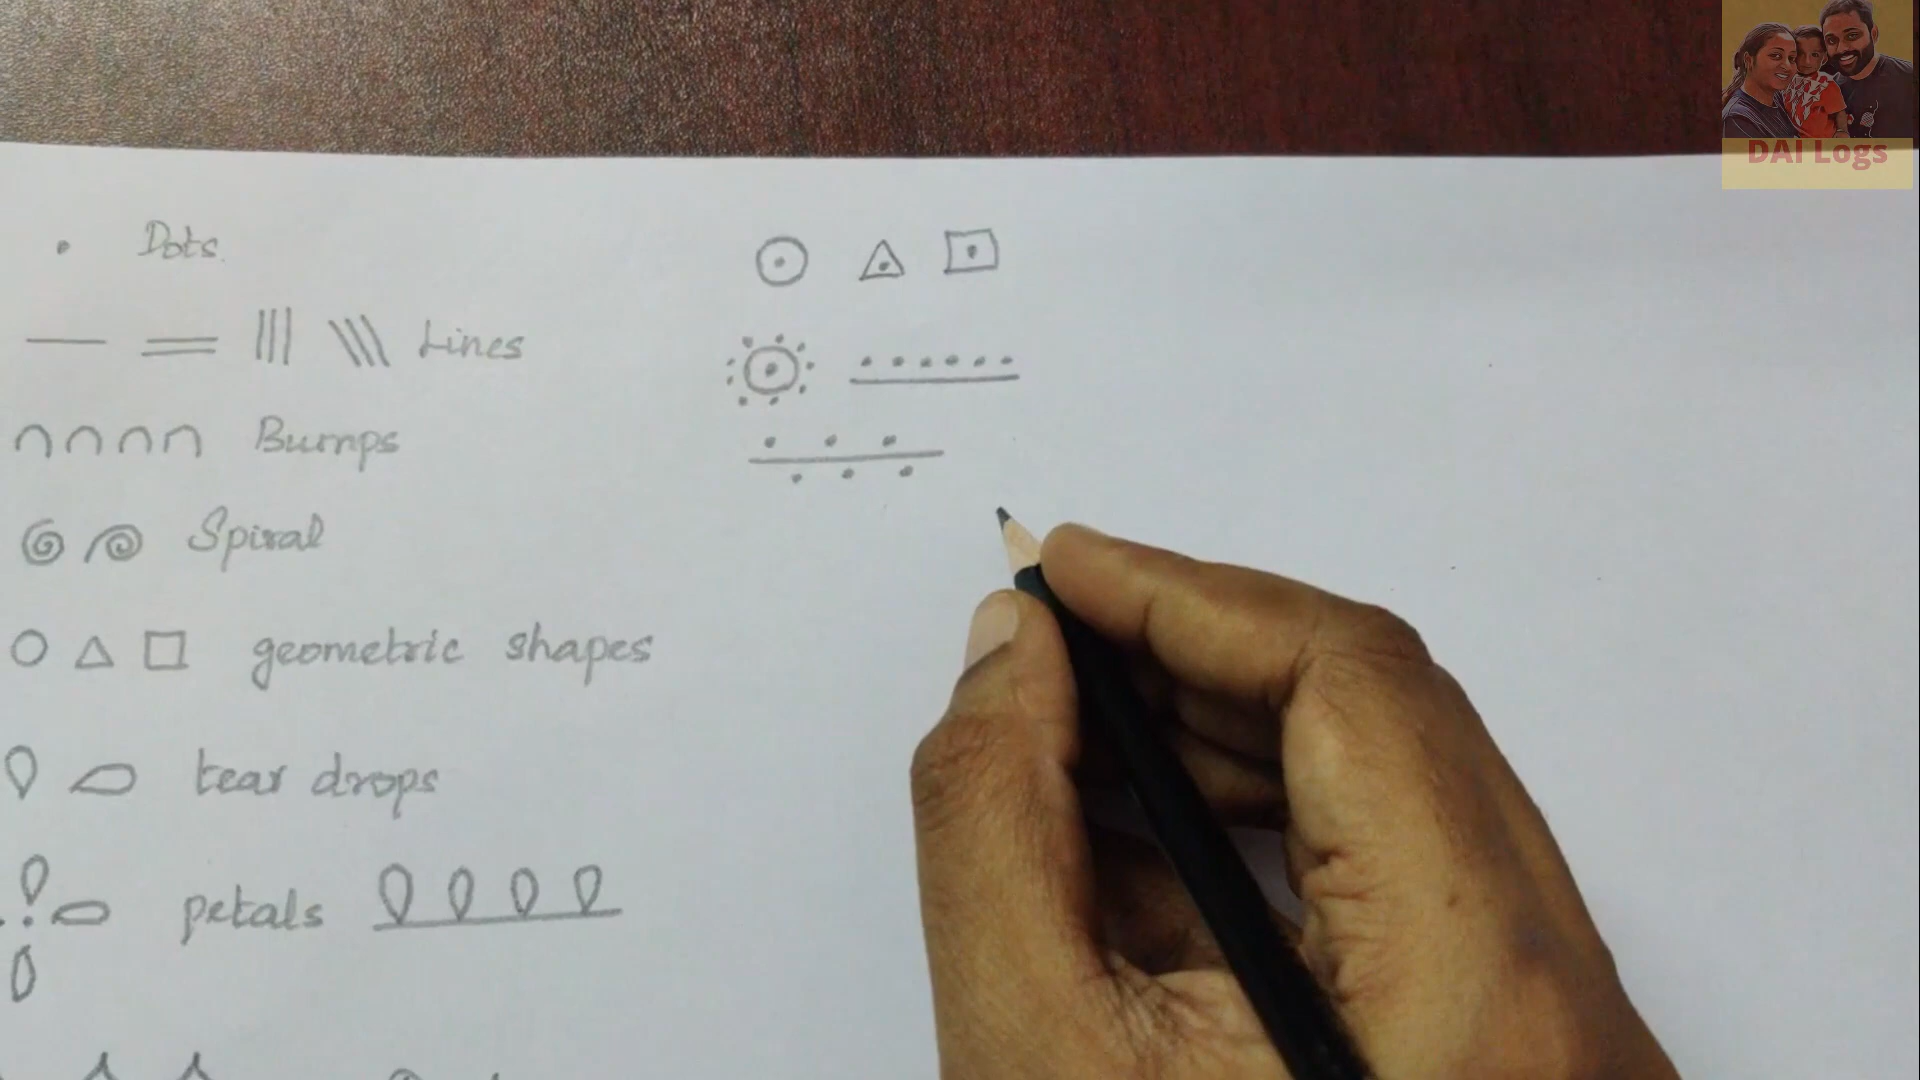 DAI Logs
Dots.
Lines
Bumps
Spiral
geometric shapes
tear drops
petals